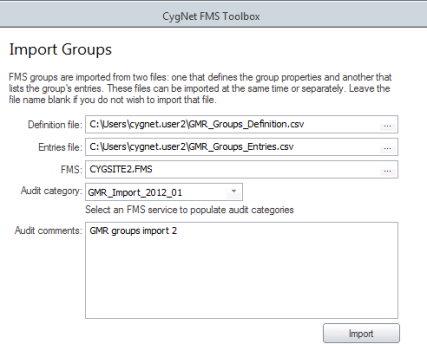 CygNet FMS Toolbox
Import Groups
FMS groups are imported from two files: one that defines the group properties and another that
lists the group's entries. These files can be imported at the same time or separately. Leave the
file name blank if you do not wish to import that file.
Definition file: C:\Users\cygnet.user2\GMR_Groups_Definition.csv ...
Entries file: C:\Users\cygnet.user2\GMR_Groups_Entries.csv ...
FMS: CYGSITE2.FMS ...
Audit category: GMR_Import_2012_01
Select an FMS service to populate audit categories
Audit comments: GMR groups import 2
Import